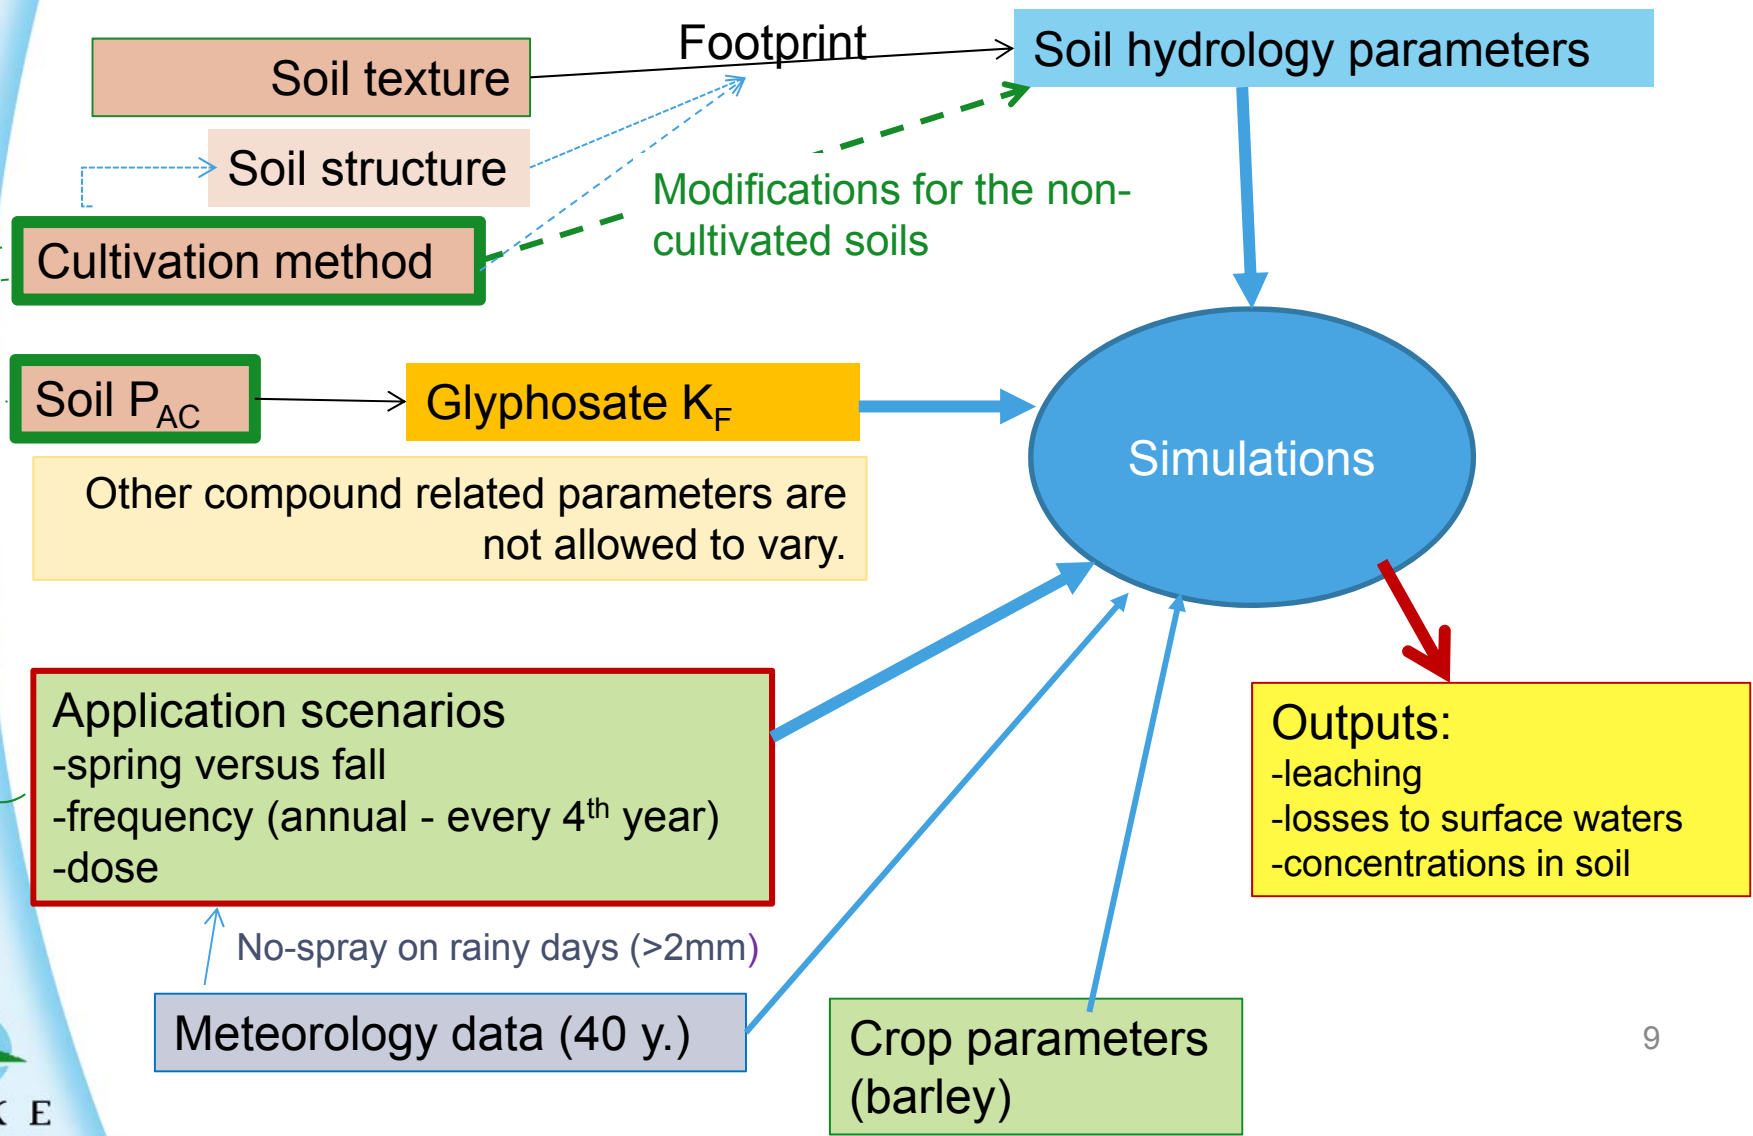 Footprint
Soil hydrology parameters
Soil texture
Soil structure
Modifications for the non-
cultivated soils
Cultivation method
Soil P_AC
Glyphosate K_F
Simulations
Other compound related parameters are
not allowed to vary.
Application scenarios
-spring versus fall
-frequency (annual - every 4th year)
-dose
Outputs:
-leaching
-losses to surface waters
-concentrations in soil
No-spray on rainy days (>2mm)
Meteorology data (40 y.)
Crop parameters
(barley)
9
K E